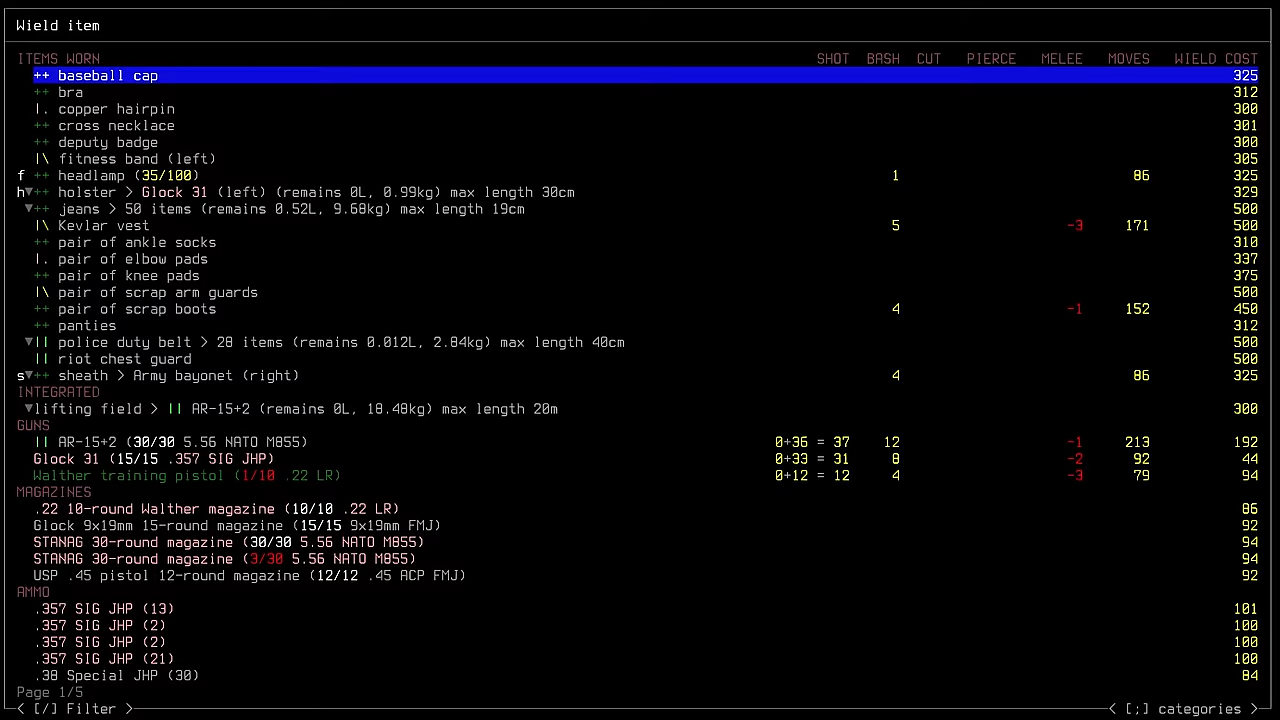 Wield item
ITEMS WORN SHOT BASH CUT PIERCE MELEE MOVES WIELD COST
++ baseball cap 325
++ bra 312
|. copper hairpin 300
++ cross necklace 301
++ deputy badge 300
|\ fitness band (left) 305
f ++ headlamp (35/100) 1 86 325
h▼++ holster > Glock 31 (left) (remains 0L, 0.99kg) max length 30cm 329
▼++ jeans > 50 items (remains 0.52L, 9.68kg) max length 19cm 500
|\ Kevlar vest 5 -3 171 500
++ pair of ankle socks 310
|. pair of elbow pads 337
++ pair of knee pads 375
|\ pair of scrap arm guards 500
++ pair of scrap boots 4 -1 152 450
++ panties 312
▼|| police duty belt > 28 items (remains 0.012L, 2.84kg) max length 40cm 500
|| riot chest guard 500
s▼++ sheath > Army bayonet (right) 4 86 325
INTEGRATED
▼lifting field > || AR-15+2 (remains 0L, 18.48kg) max length 20m 300
GUNS
|| AR-15+2 (30/30 5.56 NATO M855) 0+36 = 37 12 -1 213 192
Glock 31 (15/15 .357 SIG JHP) 0+33 = 31 8 -2 92 44
Walther training pistol (1/10 .22 LR) 0+12 = 12 4 -3 79 94
MAGAZINES
.22 10-round Walther magazine (10/10 .22 LR) 86
Glock 9x19mm 15-round magazine (15/15 9x19mm FMJ) 92
STANAG 30-round magazine (30/30 5.56 NATO M855) 94
STANAG 30-round magazine (3/30 5.56 NATO M855) 94
USP .45 pistol 12-round magazine (12/12 .45 ACP FMJ) 92
AMMO
.357 SIG JHP (13) 101
.357 SIG JHP (2) 100
.357 SIG JHP (2) 100
.357 SIG JHP (21) 100
.38 Special JHP (30) 84
Page 1/5
< [/] Filter > < [;] categories >